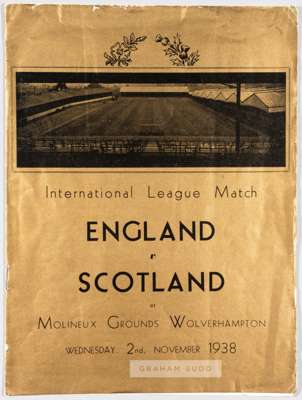 International League Match
ENGLAND
v
SCOTLAND
at
MOLINEUX GROUNDS WOLVERHAMPTON
WEDNESDAY. 2nd. NOVEMBER 1938
GRAHAM BUDD